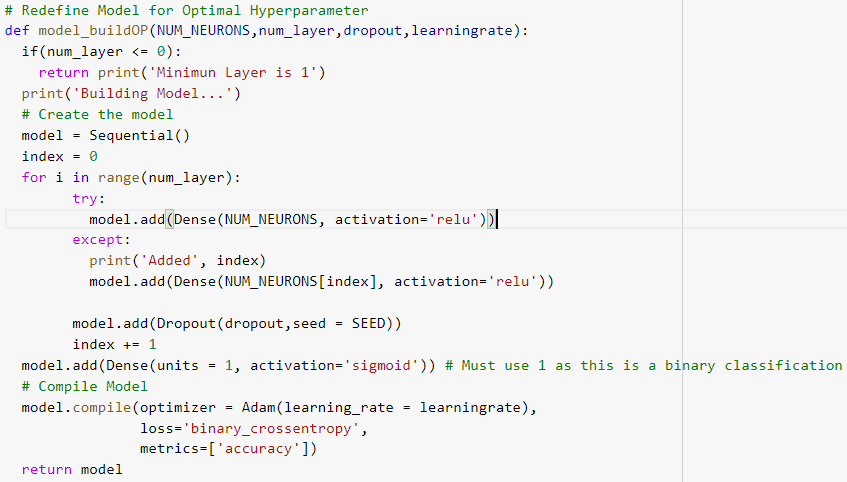 # Redefine Model for Optimal Hyperparameter
def model_buildOP(NUM_NEURONS,num_layer,dropout,learningrate):
  if(num_layer <= 0):
    return print('Minimun Layer is 1')
  print('Building Model...')
  # Create the model
  model = Sequential()
  index = 0
  for i in range(num_layer):
        try:
          model.add(Dense(NUM_NEURONS, activation='relu'))
        except:
          print('Added', index)
          model.add(Dense(NUM_NEURONS[index], activation='relu'))

        model.add(Dropout(dropout,seed = SEED))
        index += 1
  model.add(Dense(units = 1, activation='sigmoid')) # Must use 1 as this is a binary classification
  # Compile Model
  model.compile(optimizer = Adam(learning_rate = learningrate),
                loss='binary_crossentropy',
                metrics=['accuracy'])
  return model